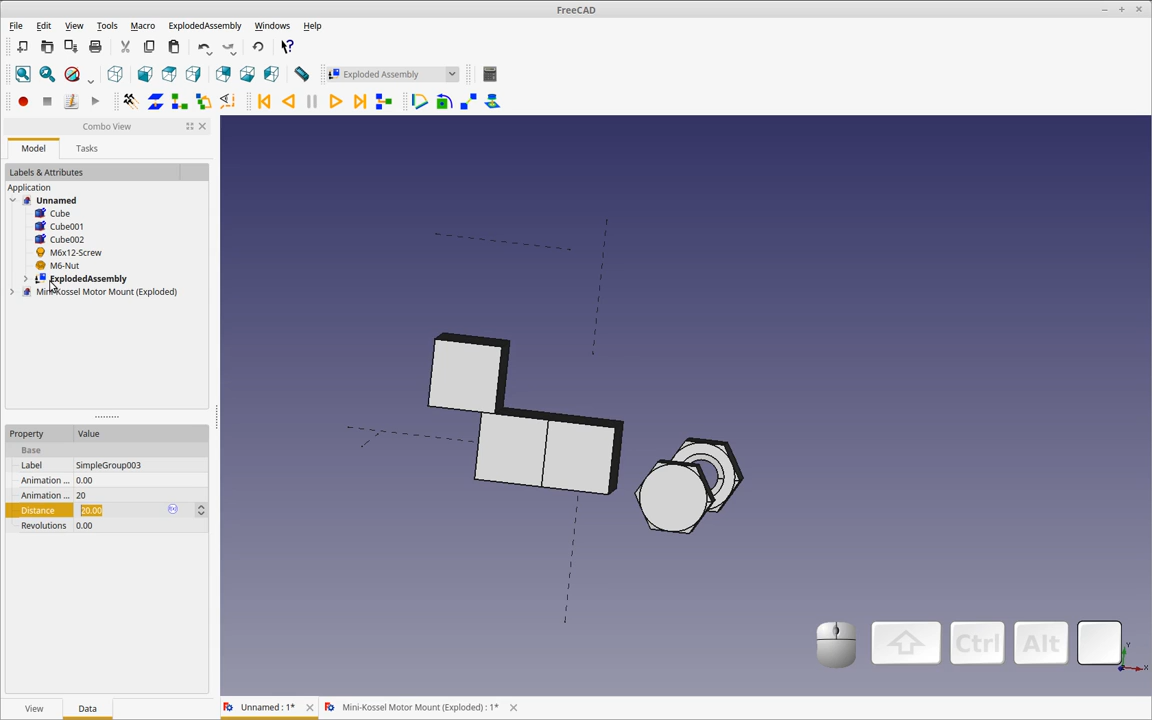 FreeCAD
File Edit View Tools Macro ExplodedAssembly Windows Help
Exploded Assembly
Combo View
Model Tasks
Labels & Attributes
Application
Unnamed
Cube
Cube001
Cube002
M6x12-Screw
M6-Nut
ExplodedAssembly
Mini-Kossel Motor Mount (Exploded)
Property Value
Base
Label SimpleGroup003
Animation ... 0.00
Animation ... 20
Distance 20.00
Revolutions 0.00
Ctrl Alt
Y
X
View Data
Unnamed : 1*
Mini-Kossel Motor Mount (Exploded) : 1*